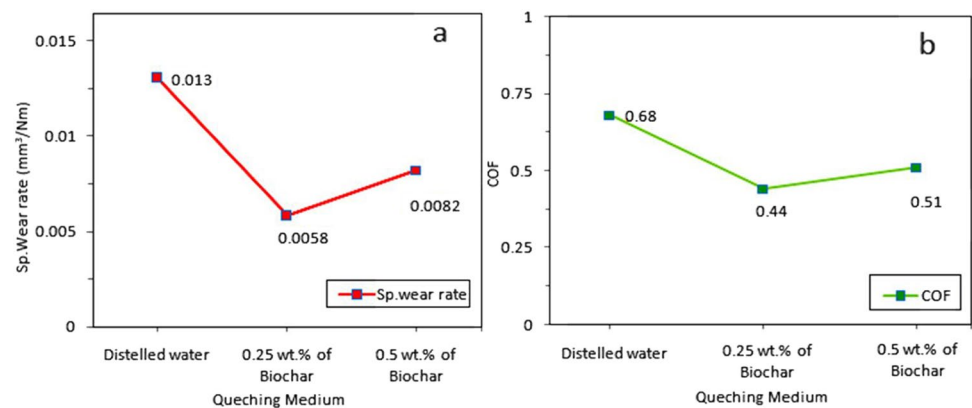 a
0.015
0.01
0.005
0
Sp.Wear rate (mm³/Nm)
0.013
0.0058
0.0082
Sp.wear rate
Distelled water
0.25 wt.% of
Biochar
0.5 wt.% of
Biochar
Queching Medium
b
1
0.75
0.5
0.25
0
COF
0.68
0.44
0.51
COF
Distilled water
0.25 wt.% of
Biochar
0.5 wt.% of
Biochar
Queching Medium